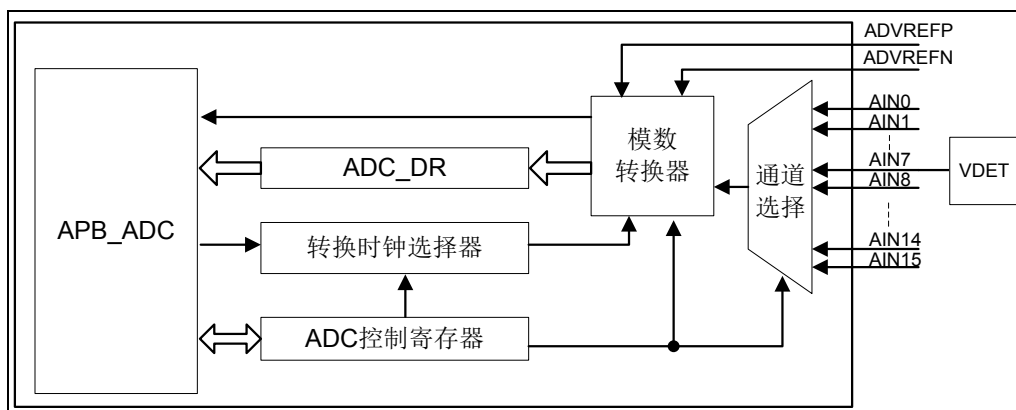 ADVREFP
ADVREFN
AIN0
AIN1
AIN7
AIN8
AIN14
AIN15
VDET
模数
转换器
通道
选择
ADC_DR
APB_ADC
转换时钟选择器
ADC控制寄存器